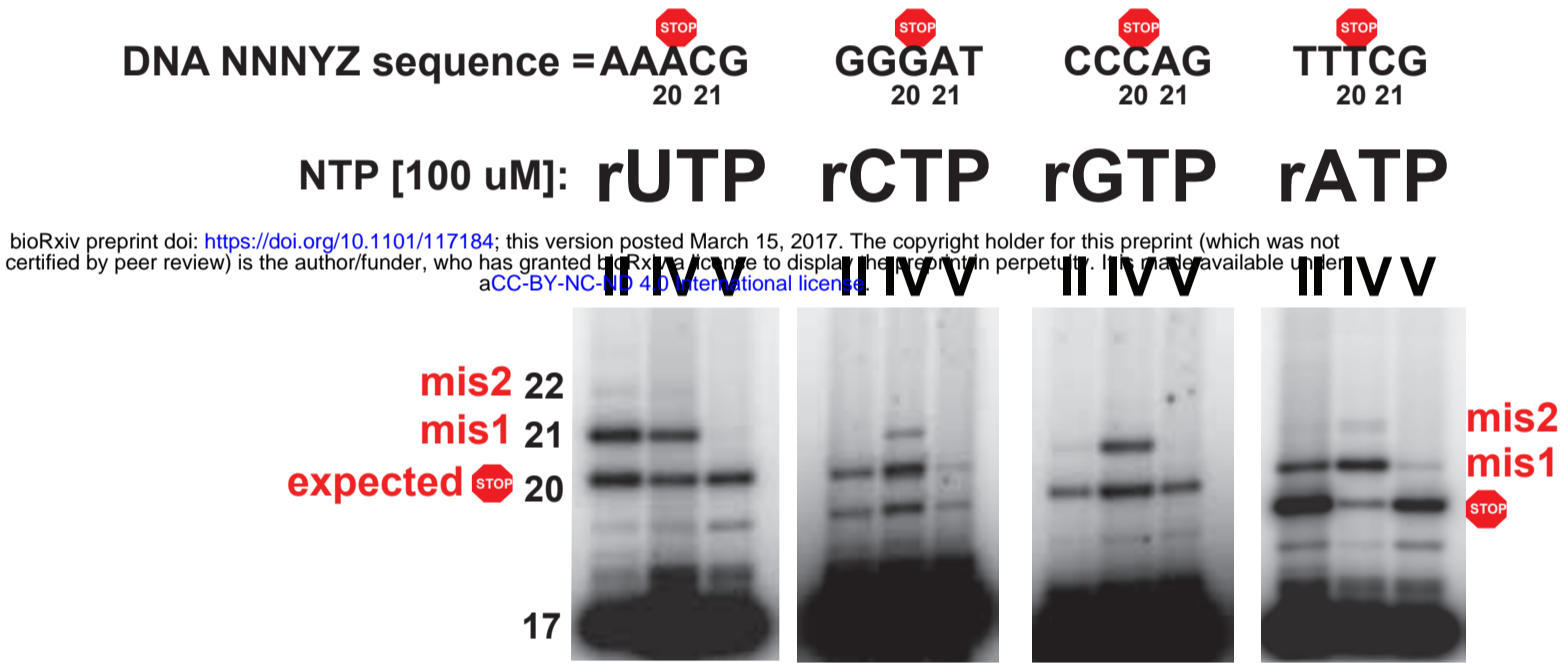 STOP STOP STOP STOP
DNA NNNYZ sequence = AAACG GGGAT CCCAG TTTCG
20 21 20 21 20 21 20 21
NTP [100 uM]: rUTP rCTP rGTP rATP
bioRxiv preprint doi: https://doi.org/10.1101/117184; this version posted March 15, 2017. The copyright holder for this preprint (which was not
certified by peer review) is the author/funder, who has granted bioRxiv a license to display the preprint in perpetuity. It is made available under
aCC-BY-NC-ND 4.0 International license.
II IV V II IV V II IV V II IV V
mis2 22
mis2
mis1 21
mis1
expected STOP 20
STOP
17